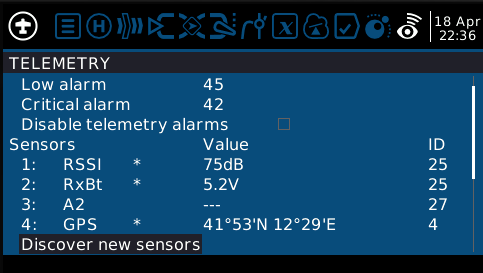 18 Apr
22:36
TELEMETRY
Low alarm 45
Critical alarm 42
Disable telemetry alarms
Sensors Value ID
1: RSSI * 75dB 25
2: RxBt * 5.2V 25
3: A2 --- 27
4: GPS * 41°53'N 12°29'E 4
Discover new sensors